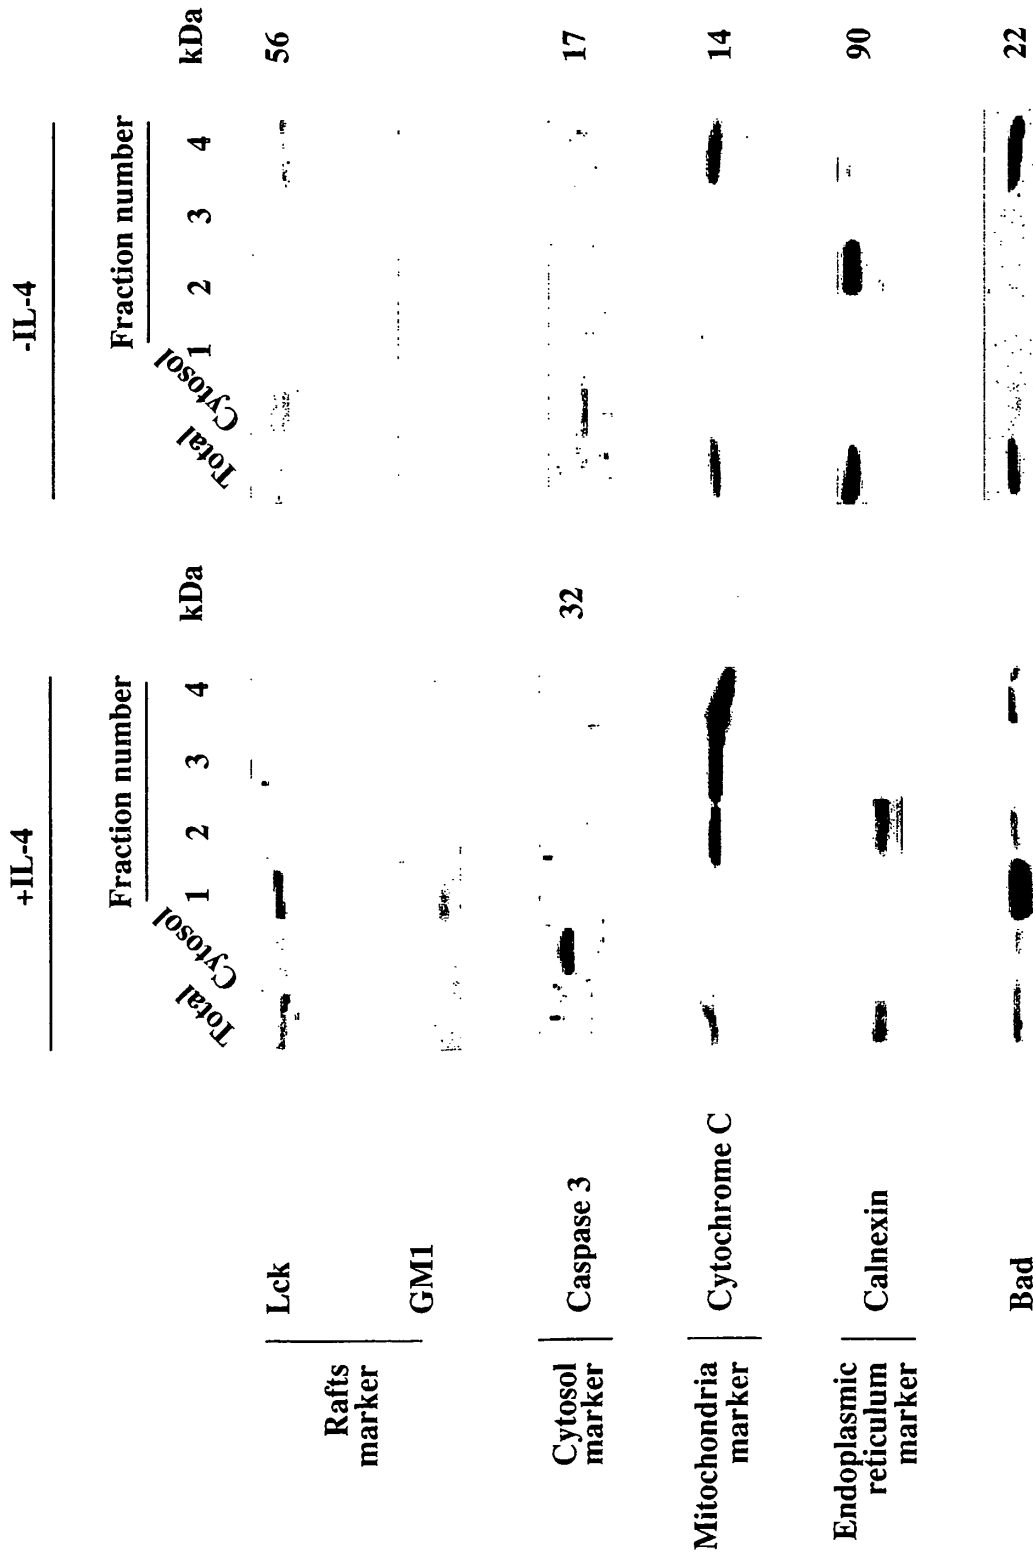 +IL-4
-IL-4
Fraction number
Fraction number
Total Cytosol 1 2 3 4 kDa
Total Cytosol 1 2 3 4 kDa
Rafts
marker
Lck
56
GM1
Cytosol
marker
Caspase 3
32
17
Mitochondria
marker
Cytochrome C
14
Endoplasmic
reticulum
marker
Calnexin
90
Bad
22